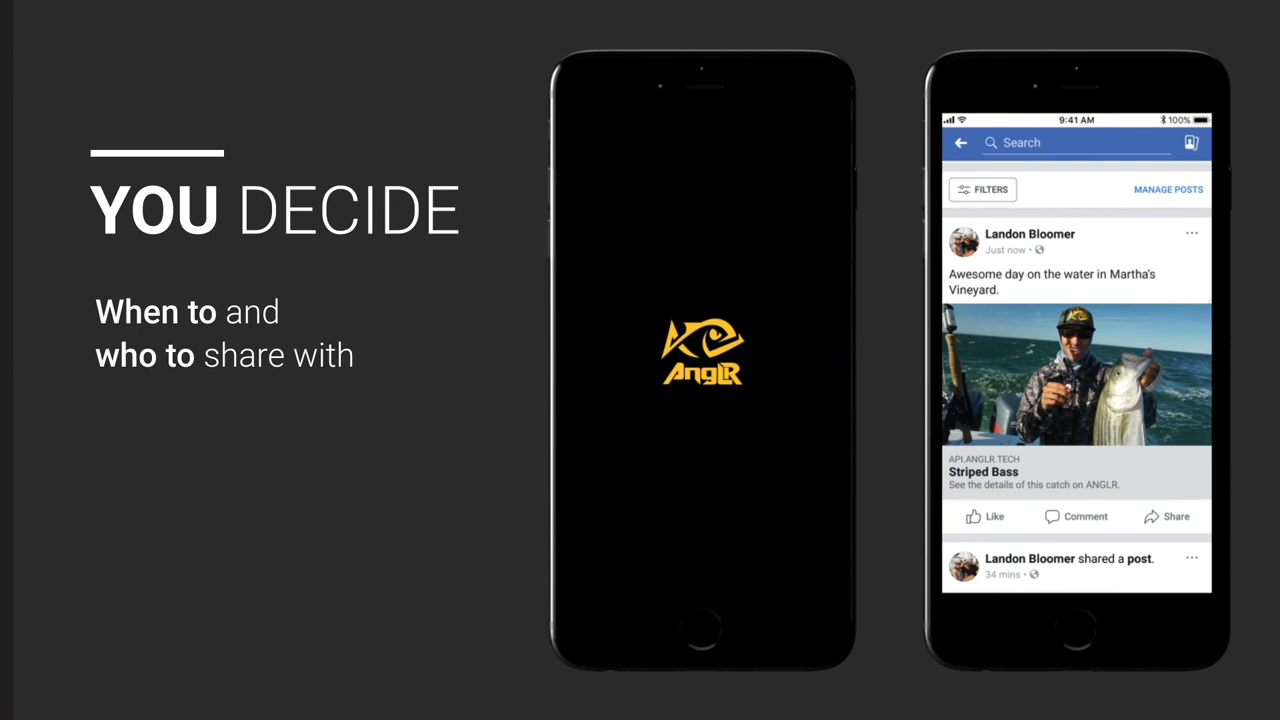 YOU DECIDE
When to and
who to share with
AnglR
9:41 AM
100%
Search
FILTERS
MANAGE POSTS
Landon Bloomer
Just now
Awesome day on the water in Martha's
Vineyard.
API.ANGLR.TECH
Striped Bass
See the details of this catch on ANGLR.
Like
Comment
Share
Landon Bloomer shared a post.
34 mins